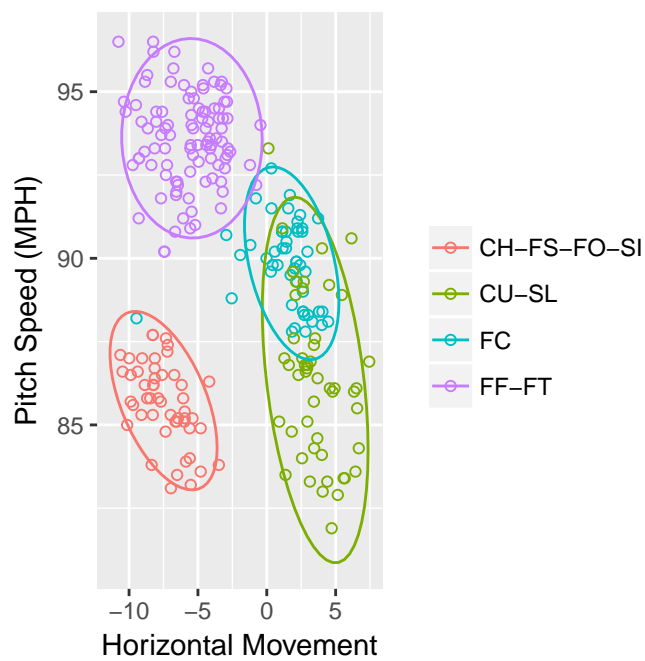 Pitch Speed (MPH)
95
90
85
−10
−5
0
5
Horizontal Movement
CH−FS−FO−SI
CU−SL
FC
FF−FT